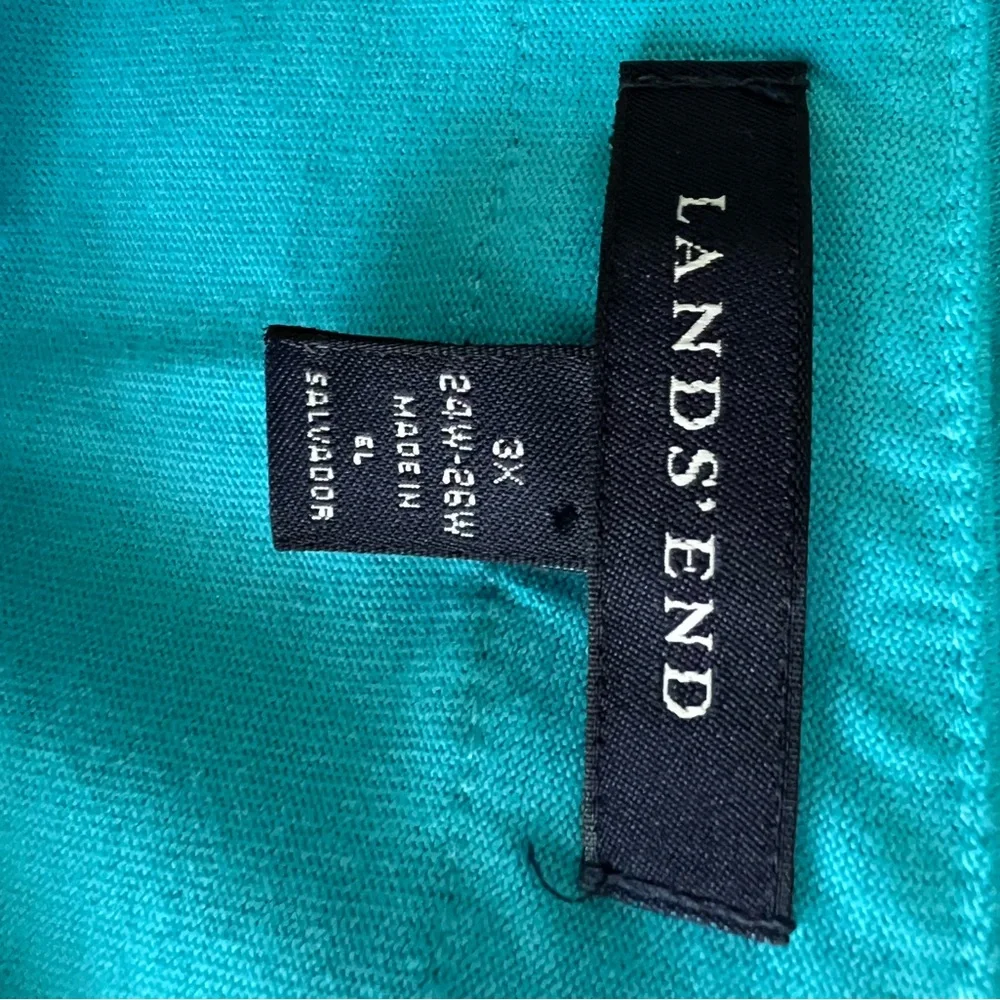 LANDS' END
3X
24W-26W
MADE IN
EL
SALVADOR